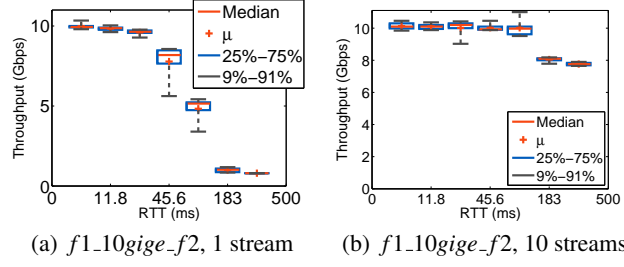 Throughput (Gbps)
10
5
0
0
11.8
45.6
183
500
RTT (ms)
Median
μ
25%−75%
9%−91%
(a) f1_10gige_f2, 1 stream
Throughput (Gbps)
10
8
6
4
2
0
0
11.8
45.6
183
500
RTT (ms)
Median
μ
25%−75%
9%−91%
(b) f1_10gige_f2, 10 streams